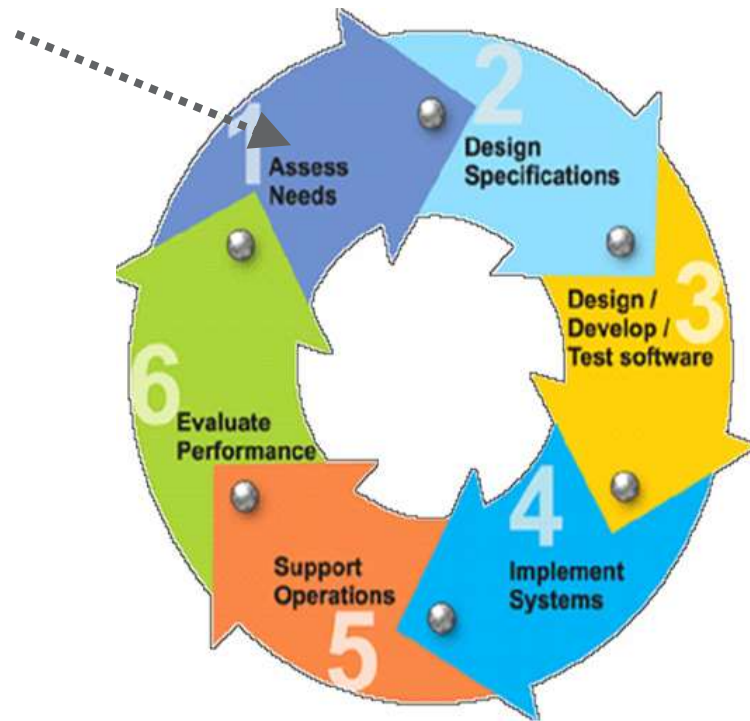 1
Assess
Needs
2
Design
Specifications
3
Design /
Develop /
Test software
4
Implement
Systems
5
Support
Operations
6
Evaluate
Performance